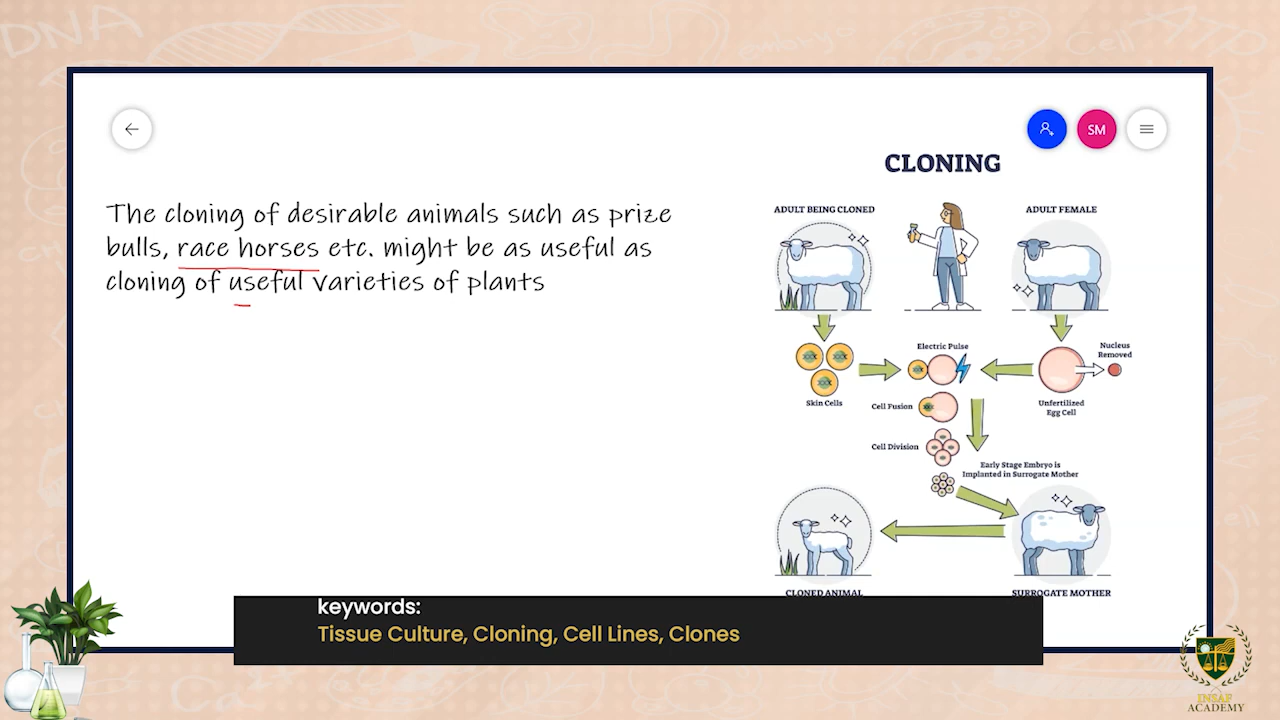 DNA
embryo
Cell
SM
CLONING
The cloning of desirable animals such as prize
bulls, race horses etc. might be as useful as
cloning of useful varieties of plants
ADULT BEING CLONED
ADULT FEMALE
Electric Pulse
Nucleus
Removed
Skin Cells
Cell Fusion
Unfertilized
Egg Cell
Cell Division
Early Stage Embryo is
Implanted in Surrogate Mother
CLONED ANIMAL
SURROGATE MOTHER
keywords:
Tissue Culture, Cloning, Cell Lines, Clones
INSAF
ACADEMY